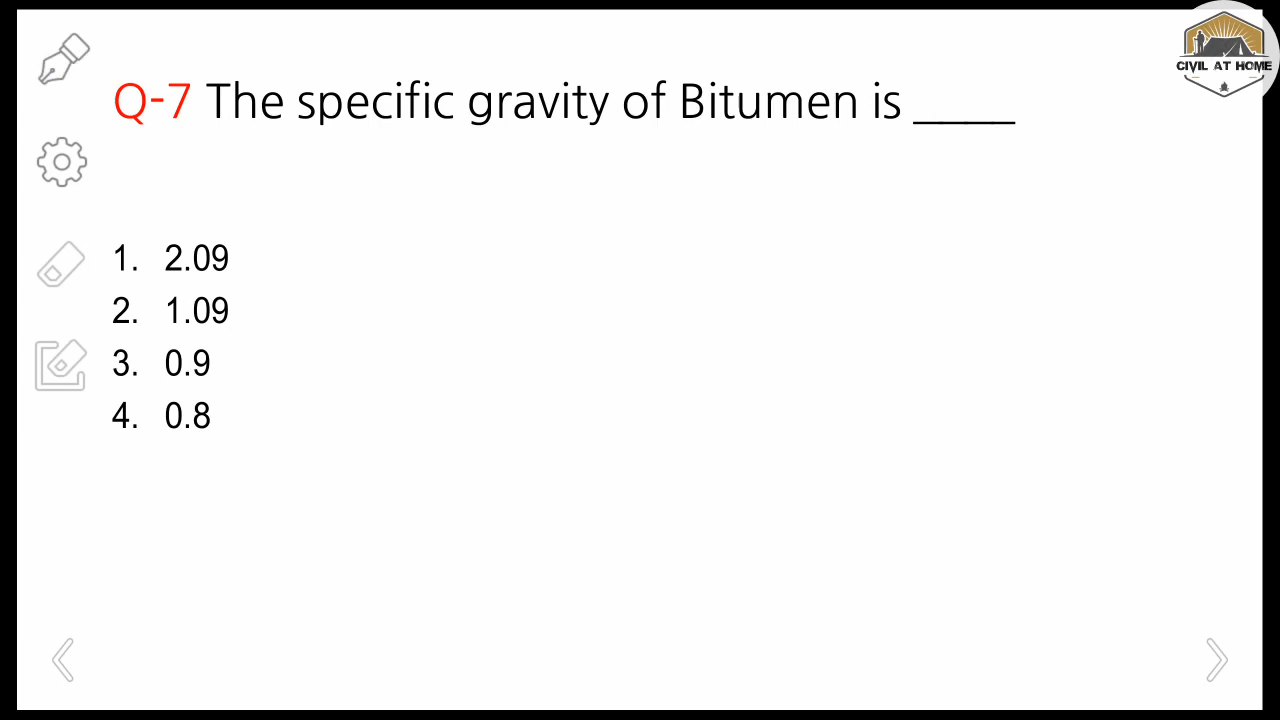 CIVIL AT HOME
Q-7 The specific gravity of Bitumen is ____
1. 2.09
2. 1.09
3. 0.9
4. 0.8